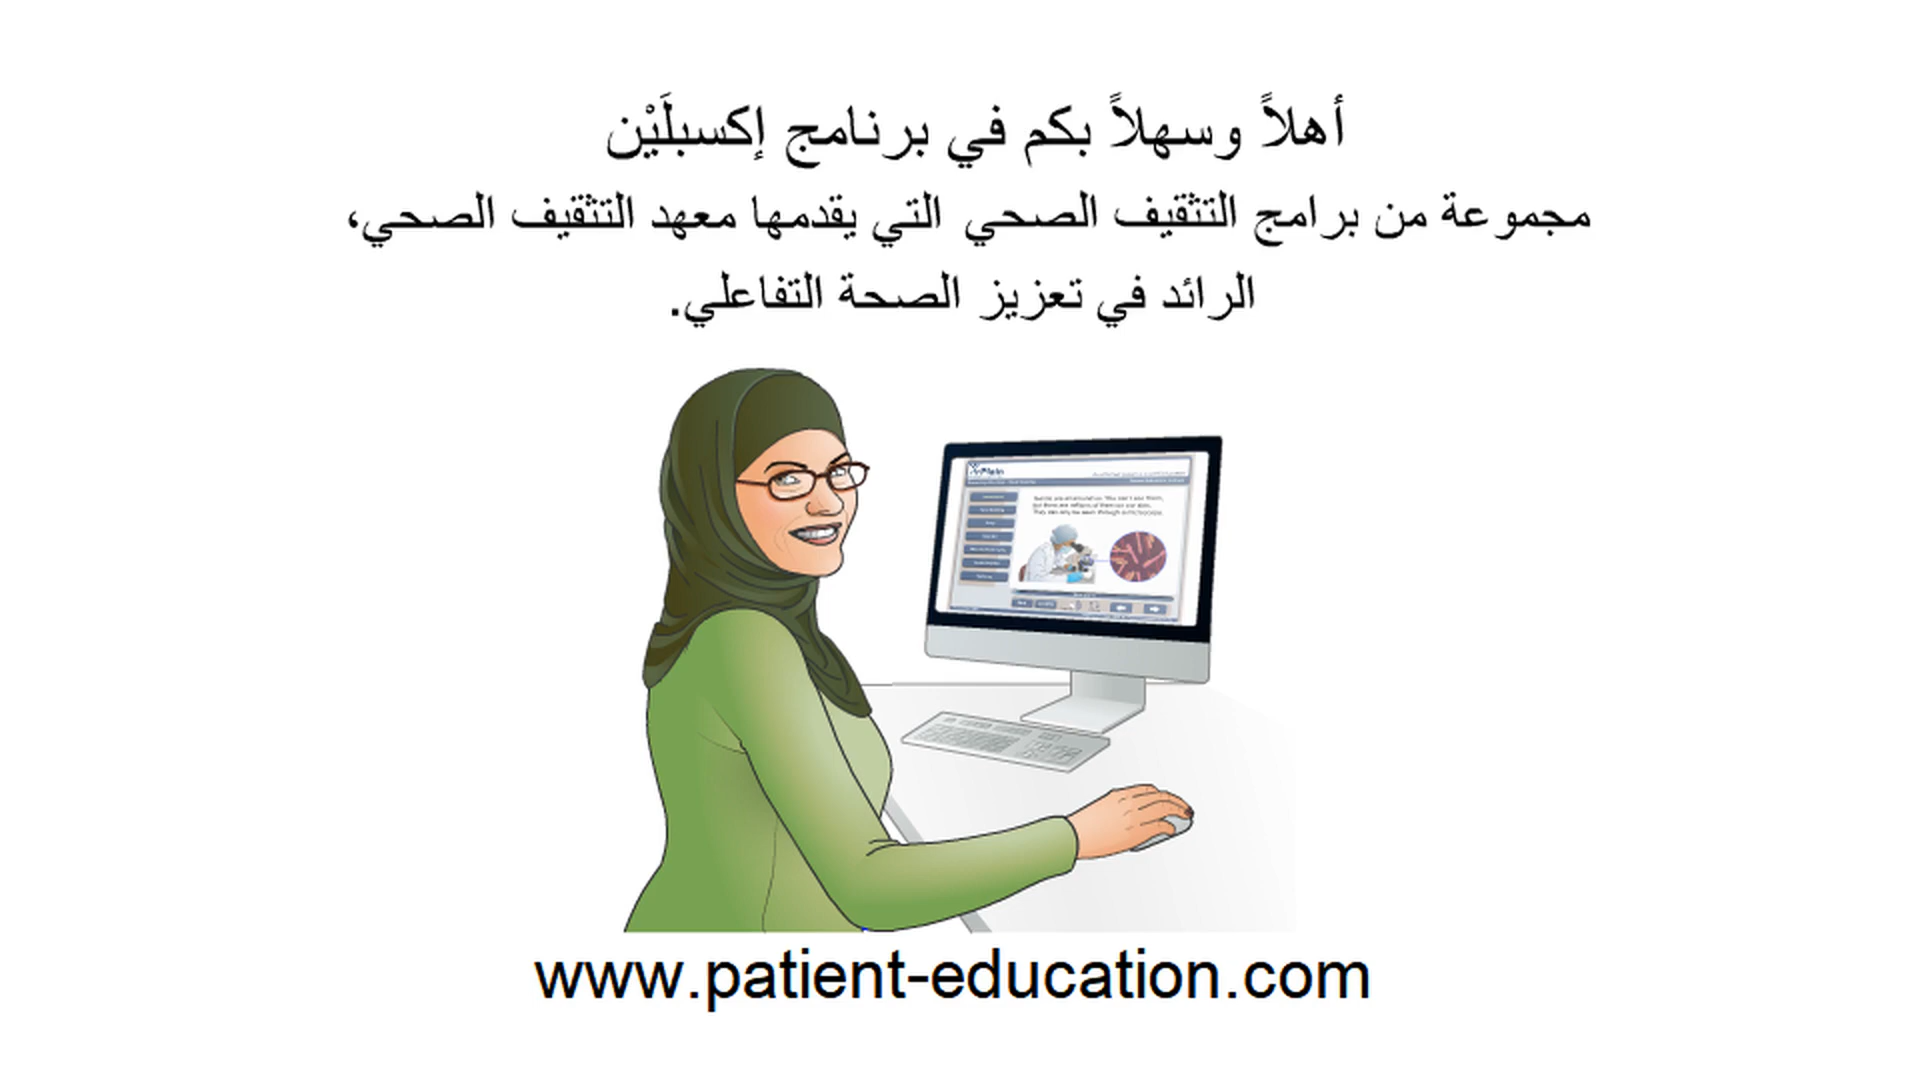 أهلاً وسهلاً بكم في برنامج إكسبلَيْن
مجموعة من برامج التثقيف الصحي التي يقدمها معهد التثقيف الصحي،
الرائد في تعزيز الصحة التفاعلي.
www.patient-education.com